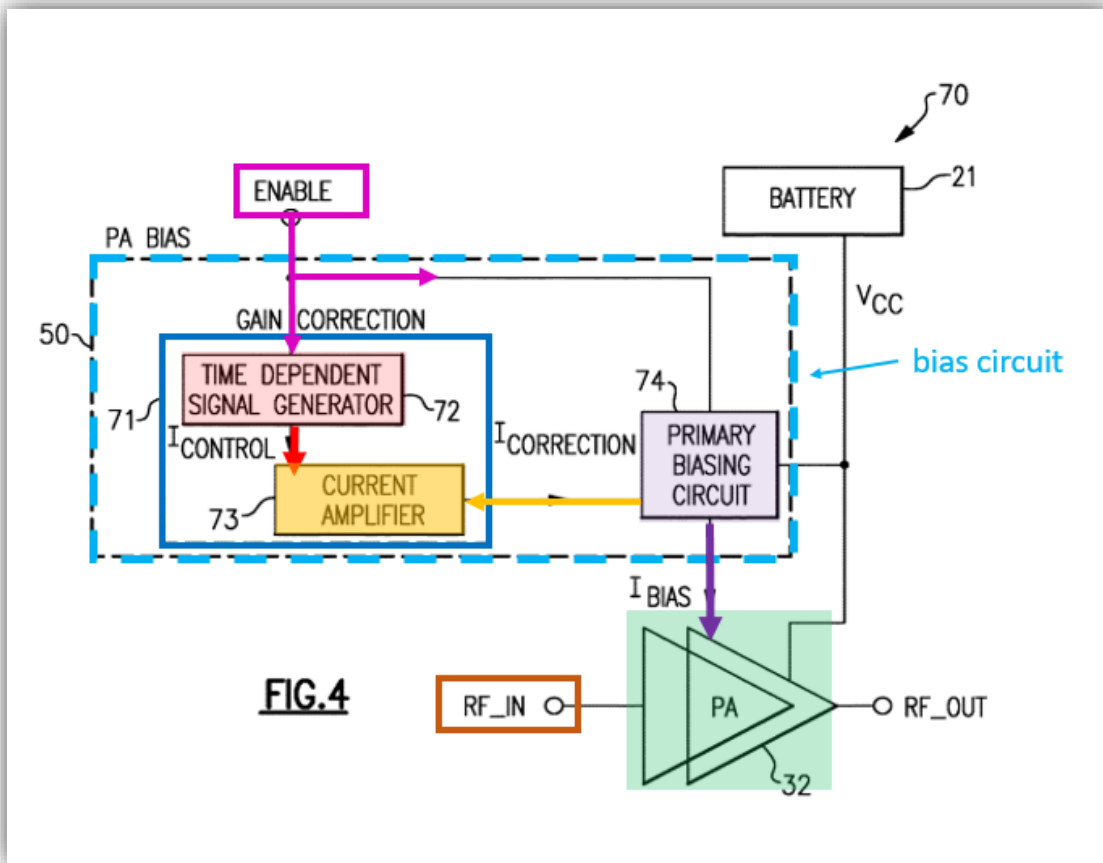 70
ENABLE
BATTERY
21
PA BIAS
VCC
50
GAIN CORRECTION
bias circuit
TIME DEPENDENT
SIGNAL GENERATOR
72
74
71
ICONTROL
ICORRECTION
PRIMARY
BIASING
CIRCUIT
CURRENT
AMPLIFIER
73
IBIAS
FIG.4
RF_IN
PA
RF_OUT
32